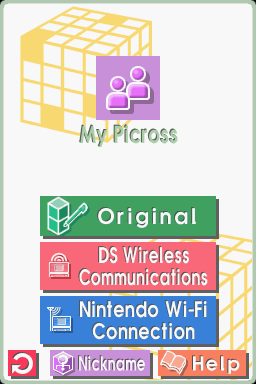 My Picross
Original
DS Wireless
Communications
Nintendo Wi-Fi
Connection
Nickname
Help